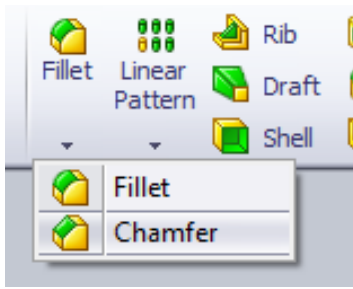 Fillet
Linear
Pattern
Rib
Draft
Shell
Fillet
Chamfer